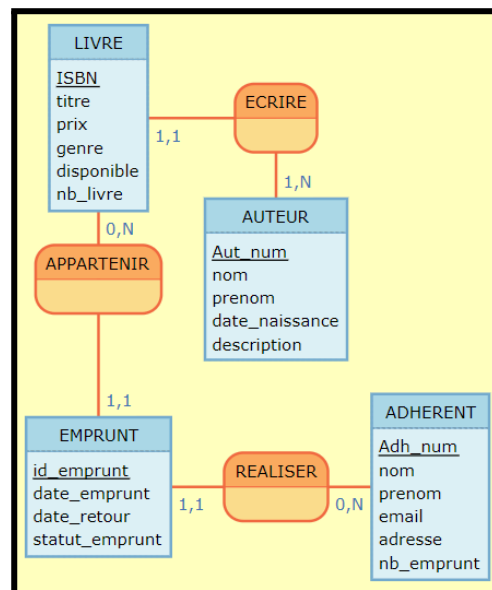 LIVRE
ISBN
titre
prix
genre
disponible
nb_livre
ECRIRE
1,1
1,N
0,N
APPARTENIR
AUTEUR
Aut_num
nom
prenom
date_naissance
description
1,1
EMPRUNT
id_emprunt
date_emprunt
date_retour
statut_emprunt
1,1
REALISER
0,N
ADHERENT
Adh_num
nom
prenom
email
adresse
nb_emprunt